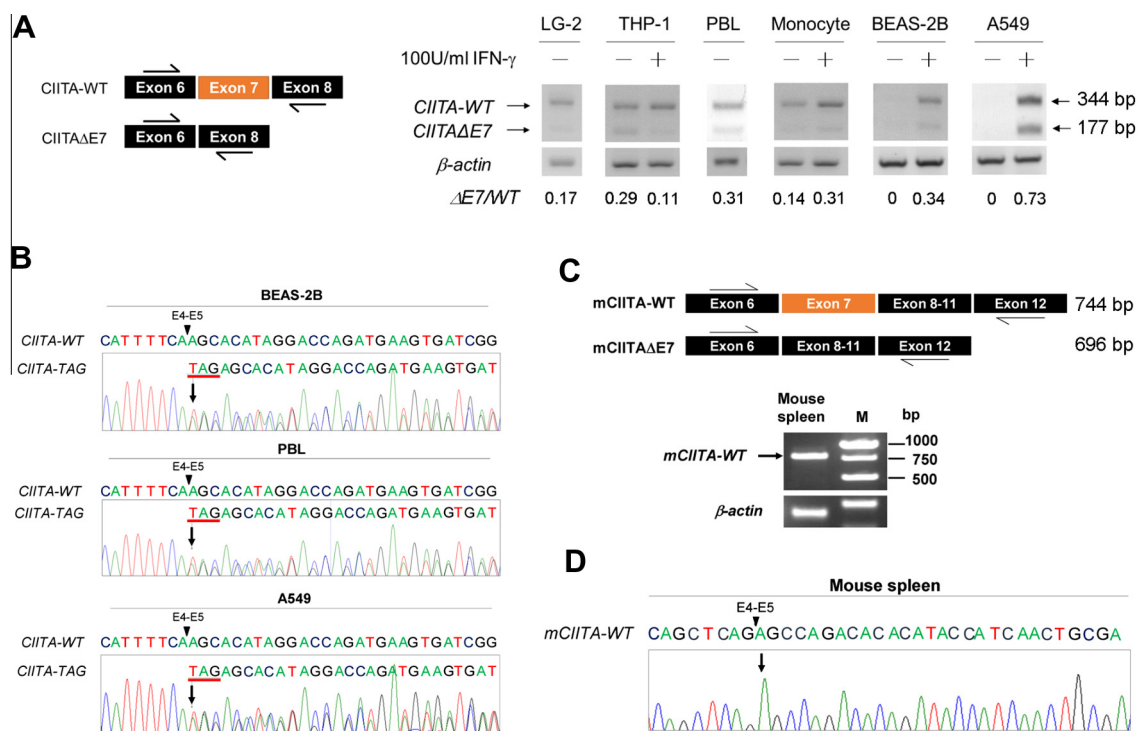 A
LG-2 THP-1 PBL Monocyte BEAS-2B A549
100U/ml IFN-γ — — + — — + — + — +
CIITA-WT Exon 6 Exon 7 Exon 8
CIITAΔE7 Exon 6 Exon 8
CIITA-WT 344 bp
CIITAΔE7 177 bp
β-actin
ΔE7/WT 0.17 0.29 0.11 0.31 0.14 0.31 0 0.34 0 0.73
B
BEAS-2B
E4-E5
CIITA-WT CATTTTCAAGCACATAGGACCAGATGAAGTGATCGG
CIITA-TAG TAGAGCACATAGGACCAGATGAAGTGAT
PBL
E4-E5
CIITA-WT CATTTTCAAGCACATAGGACCAGATGAAGTGATCGG
CIITA-TAG TAGAGCACATAGGACCAGATGAAGTGAT
A549
E4-E5
CIITA-WT CATTTTCAAGCACATAGGACCAGATGAAGTGATCGG
CIITA-TAG TAGAGCACATAGGACCAGATGAAGTGAT
C
mCIITA-WT Exon 6 Exon 7 Exon 8-11 Exon 12 744 bp
mCIITAΔE7 Exon 6 Exon 8-11 Exon 12 696 bp
Mouse
spleen M bp
1000
mCIITA-WT 750
500
β-actin
D
Mouse spleen
E4-E5
mCIITA-WT CAGCTCAGAGCCAGACACACATACCATCAACTGCGA